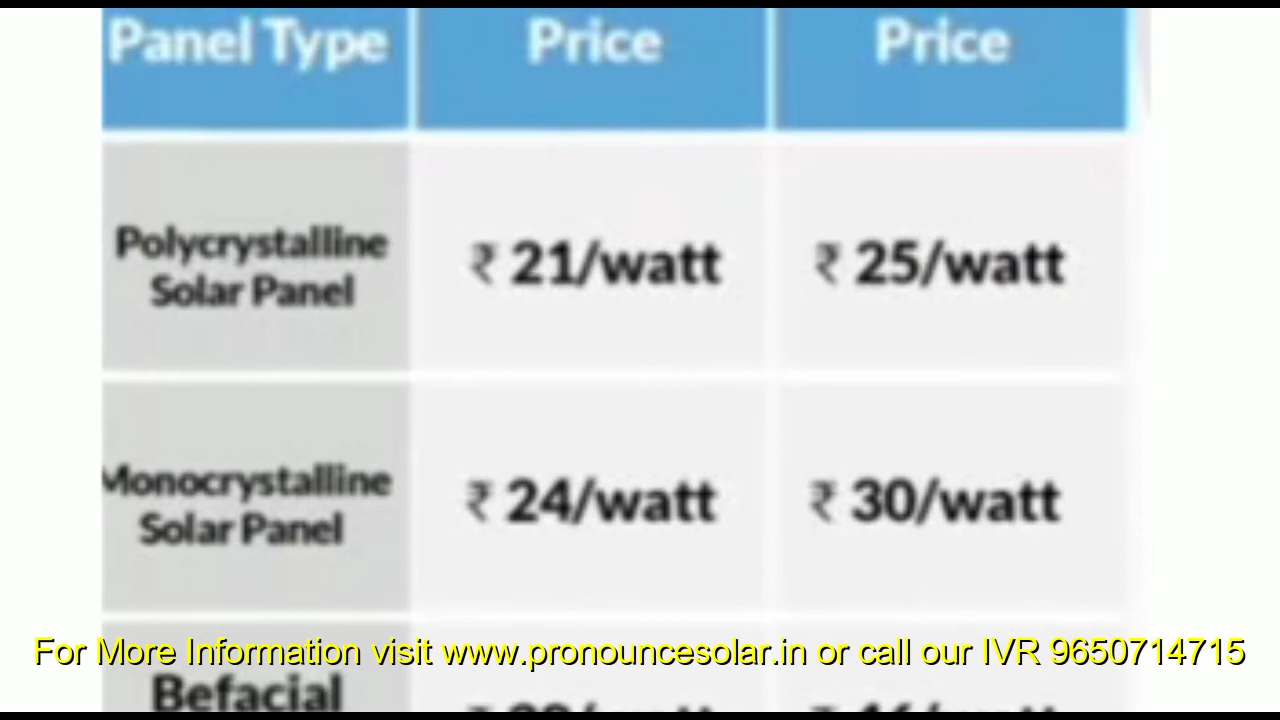 Panel Type Price Price
Polycrystalline
Solar Panel
₹ 21/watt ₹ 25/watt
Monocrystalline
Solar Panel
₹ 24/watt ₹ 30/watt
For More Information visit www.pronouncesolar.in or call our IVR 9650714715
Befacial